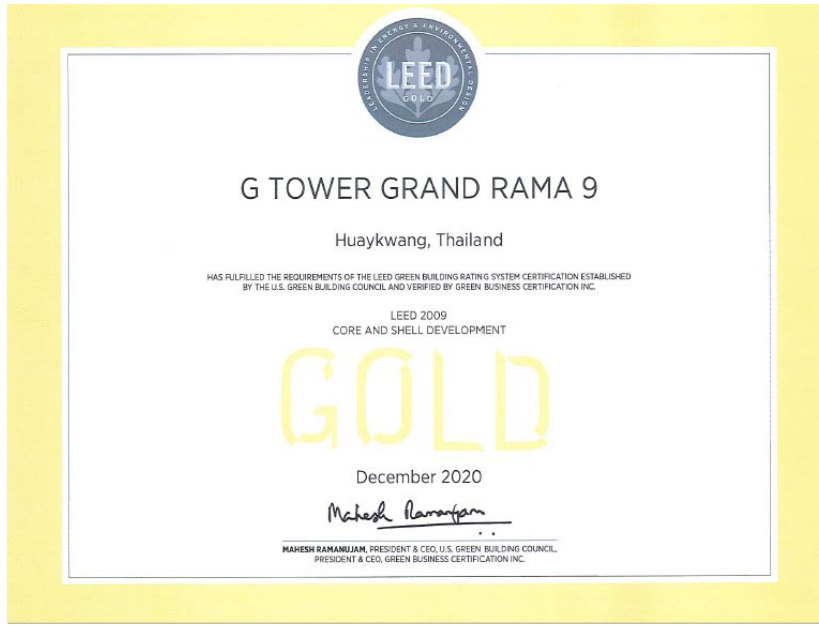 LEADERSHIP IN ENERGY & ENVIRONMENTAL DESIGN
LEED
GOLD
G TOWER GRAND RAMA 9
Huaykwang, Thailand
HAS FULFILLED THE REQUIREMENTS OF THE LEED GREEN BUILDING RATING SYSTEM CERTIFICATION ESTABLISHED
BY THE U.S. GREEN BUILDING COUNCIL AND VERIFIED BY GREEN BUSINESS CERTIFICATION INC.
LEED 2009
CORE AND SHELL DEVELOPMENT
GOLD
December 2020
Mahesh Ramanujam
MAHESH RAMANUJAM, PRESIDENT & CEO, U.S. GREEN BUILDING COUNCIL,
PRESIDENT & CEO, GREEN BUSINESS CERTIFICATION INC.